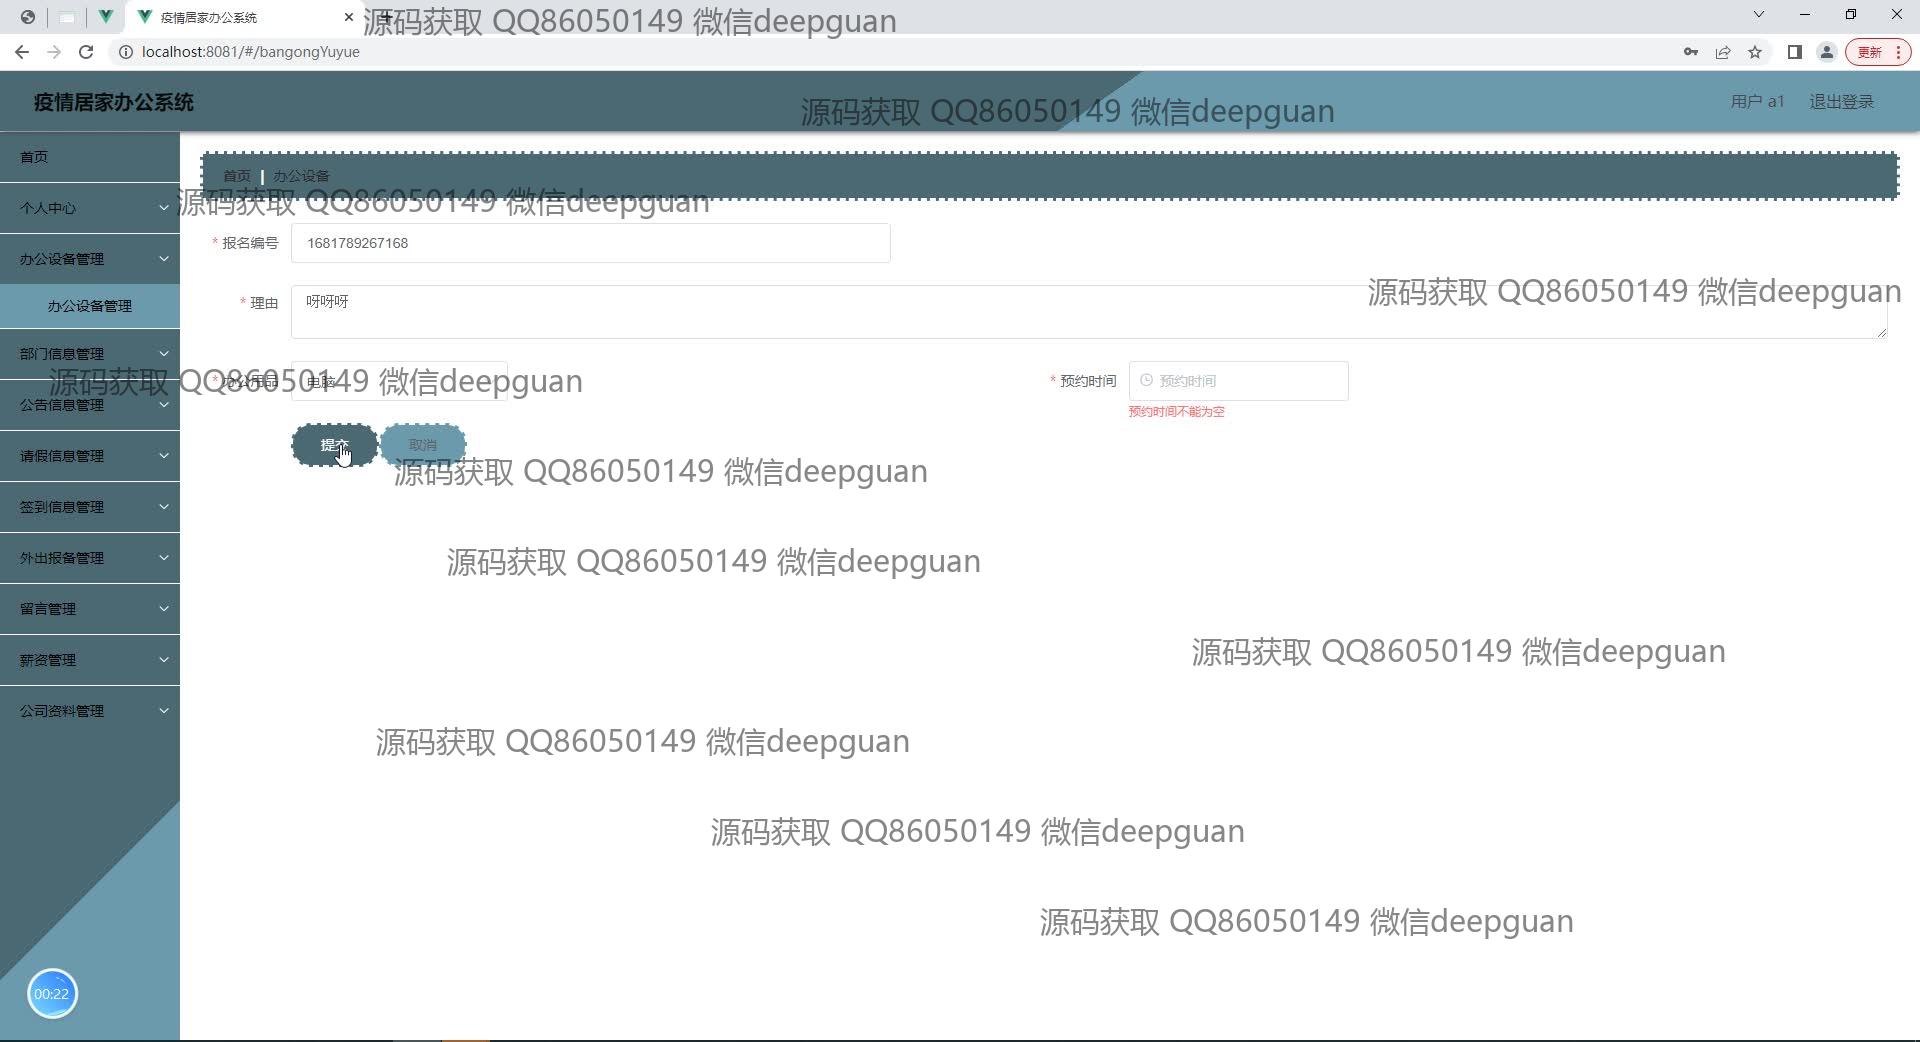 疫情居家办公系统
源码获取 QQ86050149 微信deepguan
localhost:8081/#/bangongYuyue
更新
疫情居家办公系统
源码获取 QQ86050149 微信deepguan
用户 a1
退出登录
首页
首页 | 办公设备
个人中心
源码获取 QQ86050149 微信deepguan
* 报名编号
1681789267168
办公设备管理
* 理由
呀呀呀
源码获取 QQ86050149 微信deepguan
办公设备管理
部门信息管理
* 办公用品
电脑
源码获取 QQ86050149 微信deepguan
* 预约时间
预约时间
预约时间不能为空
公告信息管理
提交
取消
请假信息管理
源码获取 QQ86050149 微信deepguan
签到信息管理
外出报备管理
源码获取 QQ86050149 微信deepguan
留言管理
源码获取 QQ86050149 微信deepguan
薪资管理
公司资料管理
源码获取 QQ86050149 微信deepguan
源码获取 QQ86050149 微信deepguan
源码获取 QQ86050149 微信deepguan
00:22